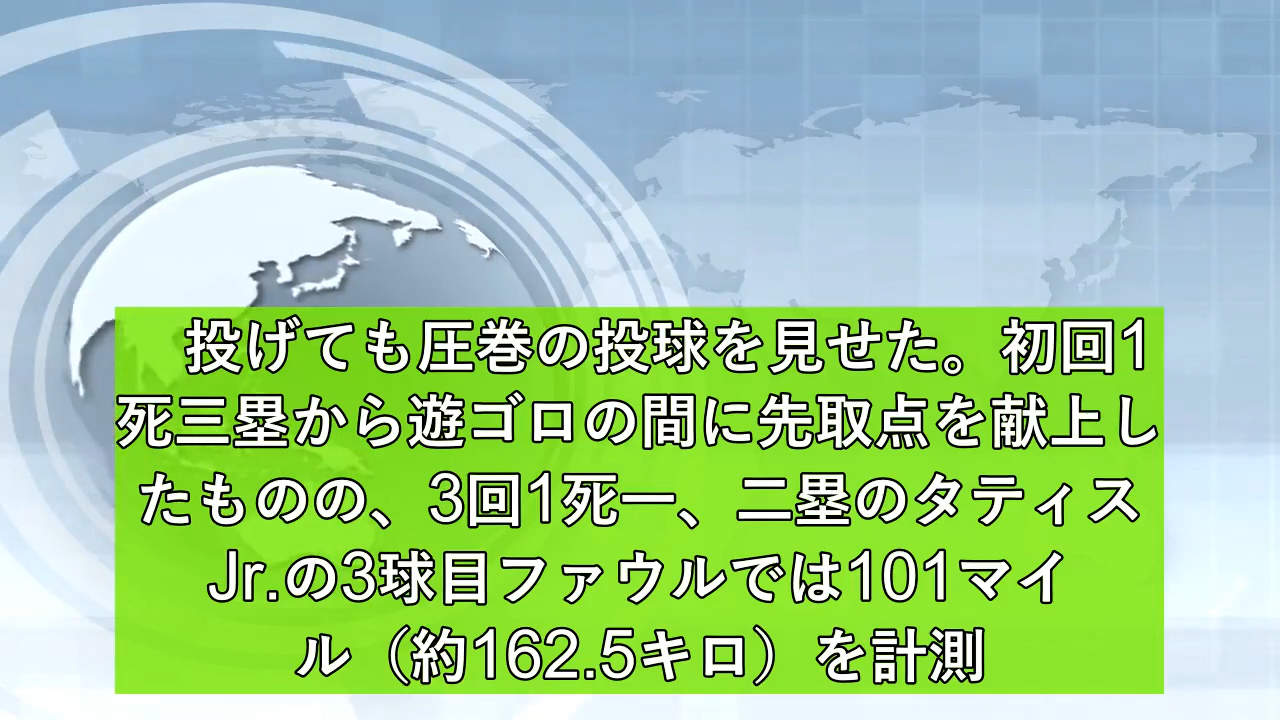 投げても圧巻の投球を見せた。初回1
死三塁から遊ゴロの間に先取点を献上し
たものの、3回1死一、二塁のタティス
Jr.の3球目ファウルでは101マイ
ル（約162.5キロ）を計測